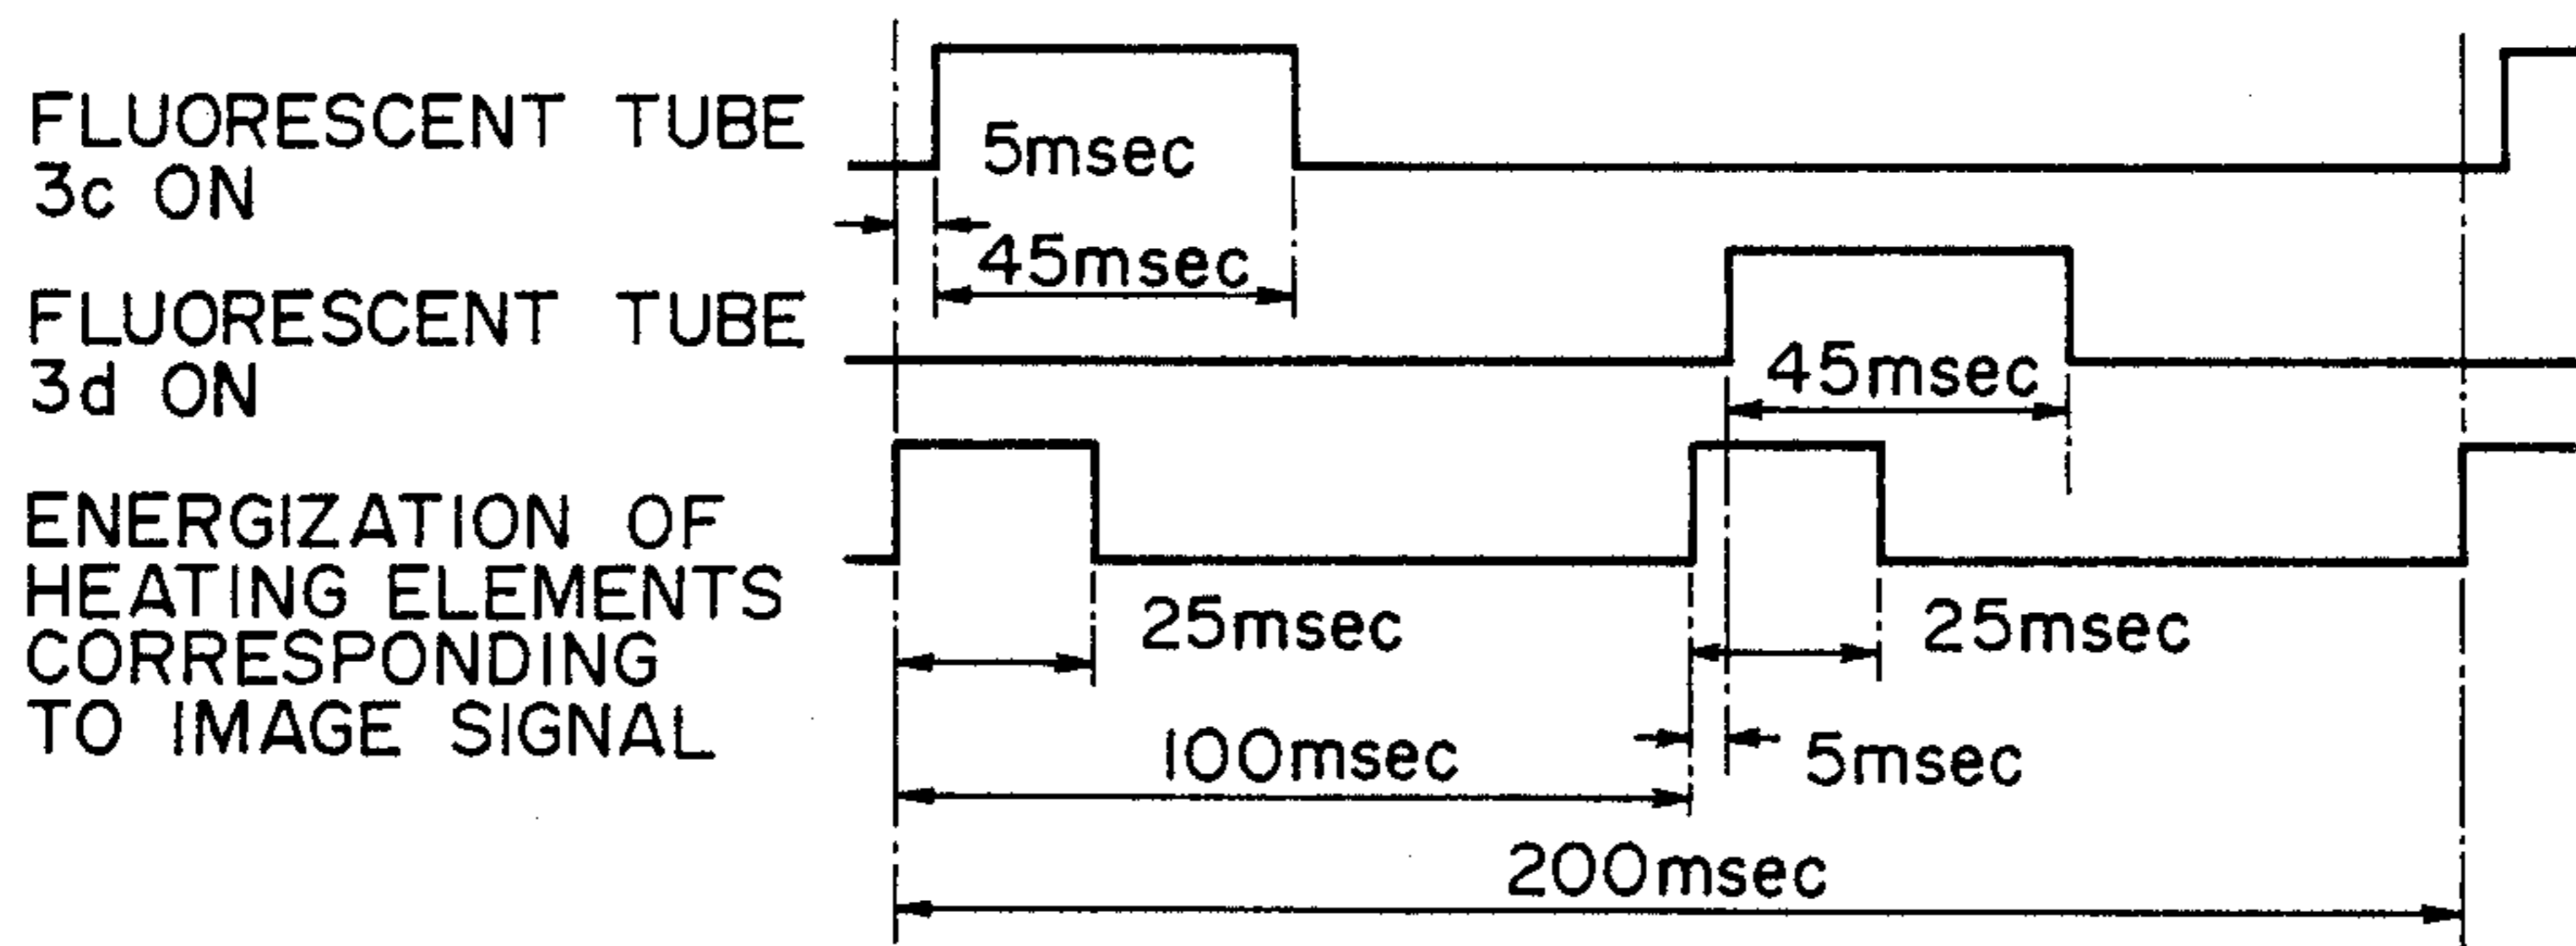 FLUORESCENT TUBE
3c ON
5msec
45msec
FLUORESCENT TUBE
3d ON
45msec
ENERGIZATION OF
HEATING ELEMENTS
CORRESPONDING
TO IMAGE SIGNAL
25msec
25msec
100msec
5msec
200msec